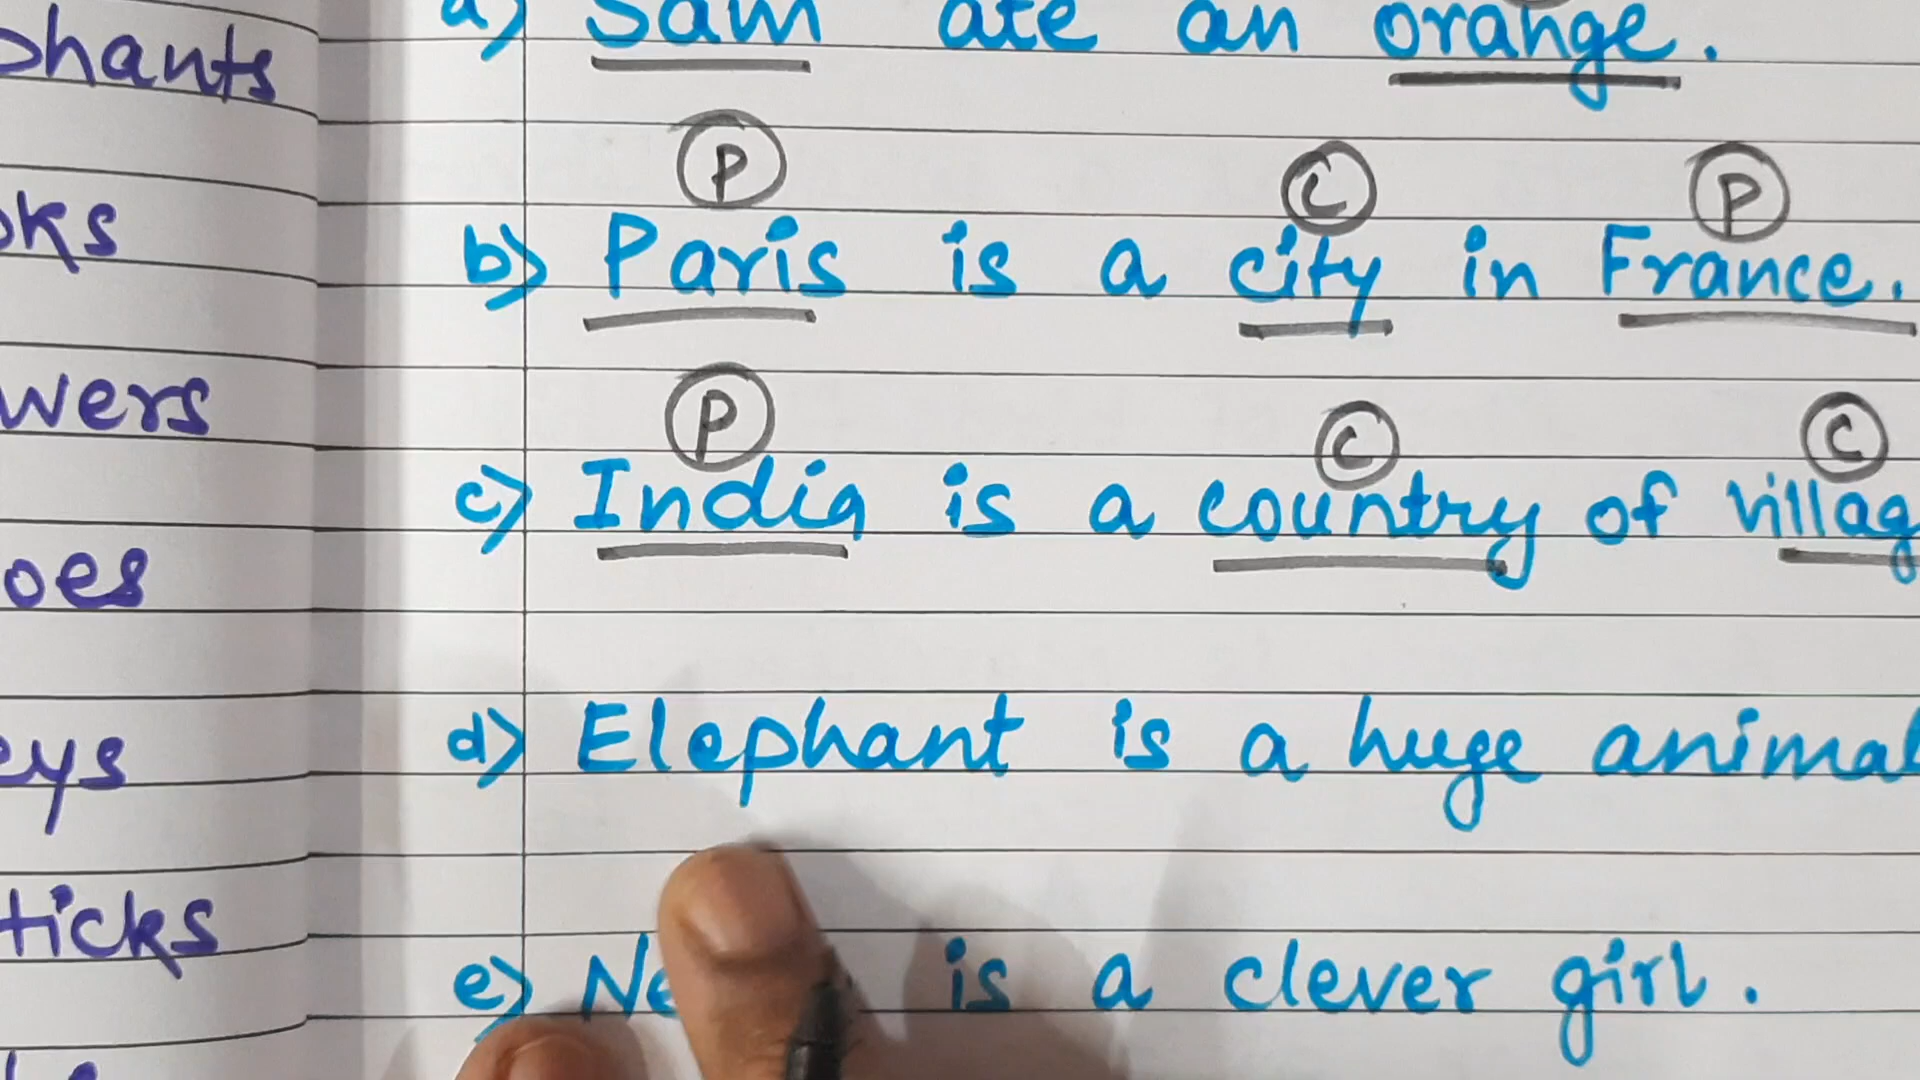 phants
oks
wers
oes
eys
ticks
a) Sam ate an orange.
P C P
b) Paris is a city in France.
P C C
c) India is a country of villag
d) Elephant is a huge animal
e) Ne is a clever girl.